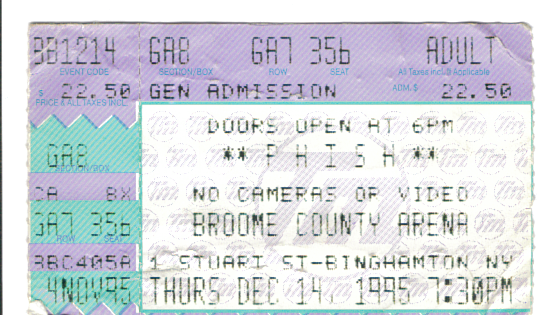 BB1214 GA8 GA7 35b ADULT
EVENT CODE SECTION/BOX ROW SEAT All Taxes Incl if Applicable
$ 22.50 GEN ADMISSION ADM. $ 22.50
PRICE & ALL TAXES INCL.
DOORS OPEN AT 6PM
GA8 ** P H I S H **
SECTION/BOX
CA 8X NO CAMERAS OR VIDEO
GA7 35b BROOME COUNTY ARENA
ROW SEAT
BBC405A 1 STUART ST-BINGHAMTON NY
4NOV95 THURS DEC 14, 1995 7:30PM